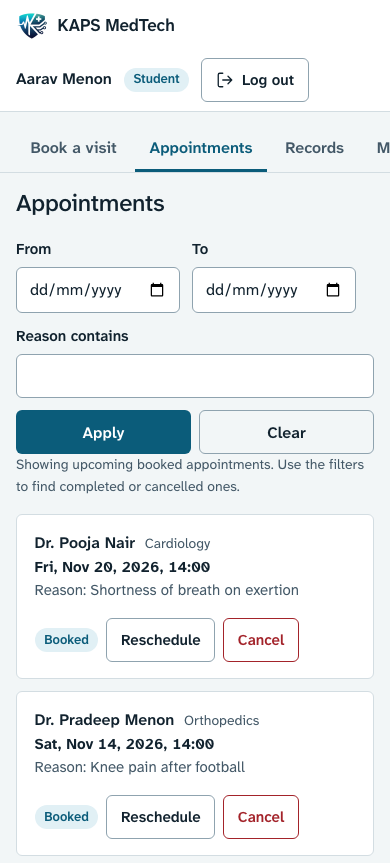 KAPS MedTech
Aarav Menon Student Log out
Book a visit Appointments Records M
Appointments
From To
dd/mm/yyyy dd/mm/yyyy
Reason contains
Apply Clear
Showing upcoming booked appointments. Use the filters
to find completed or cancelled ones.
Dr. Pooja Nair Cardiology
Fri, Nov 20, 2026, 14:00
Reason: Shortness of breath on exertion
Booked Reschedule Cancel
Dr. Pradeep Menon Orthopedics
Sat, Nov 14, 2026, 14:00
Reason: Knee pain after football
Booked Reschedule Cancel